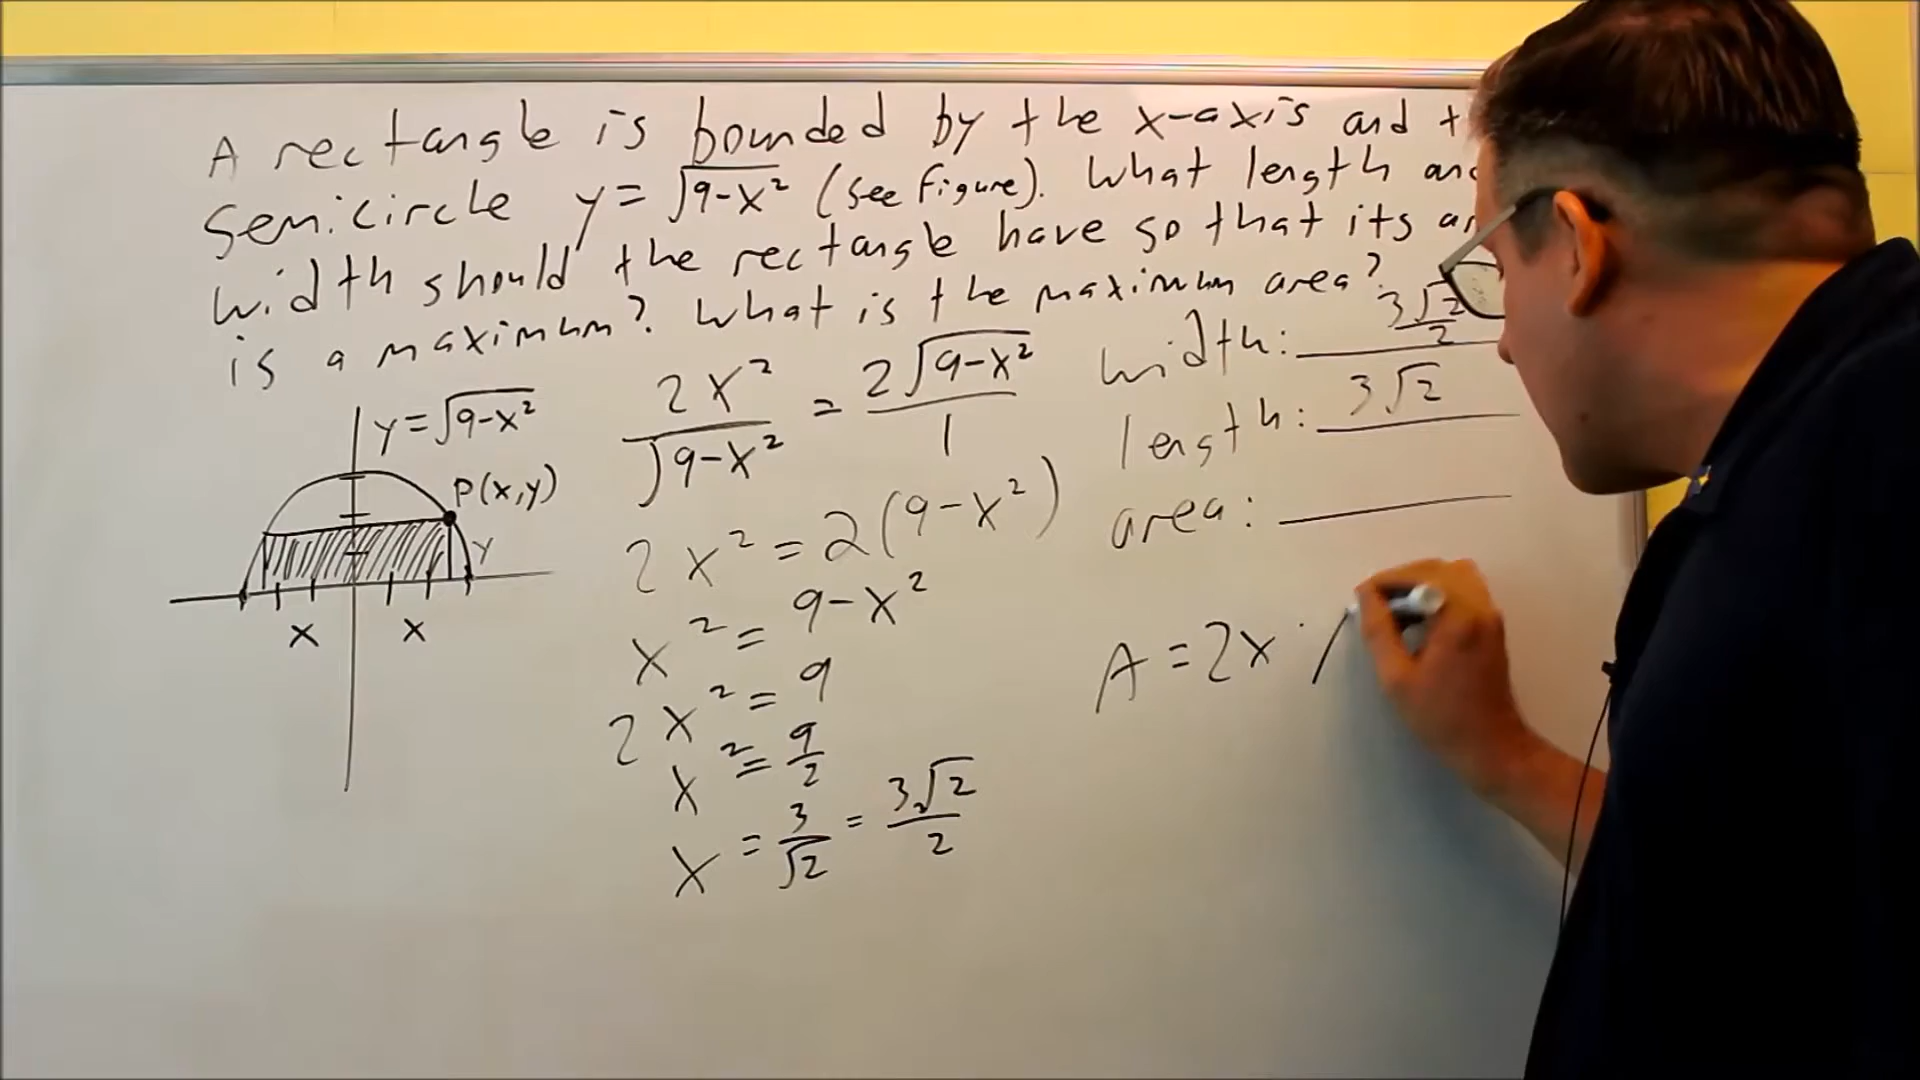 A rectangle is bounded by the x-axis and
semicircle y = √(9-x²) (see figure). What length
width should the rectangle have so that its
is a maximum? What is the maximum area?
2x²/√(9-x²) = 2√(9-x²)/1
2x² = 2(9-x²)
x² = 9-x²
2x² = 9
x² = 9/2
x = 3/√2 = 3√2/2
y = √(9-x²)
P(x,y)
y
x x
width: 3√2/2
length: 3√2
area:
A = 2x ·